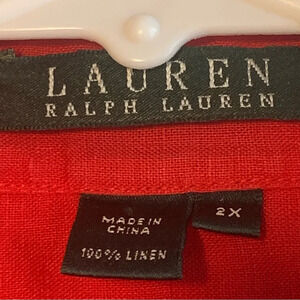 LAUREN
RALPH LAUREN
2X
MADE IN
CHINA
100% LINEN